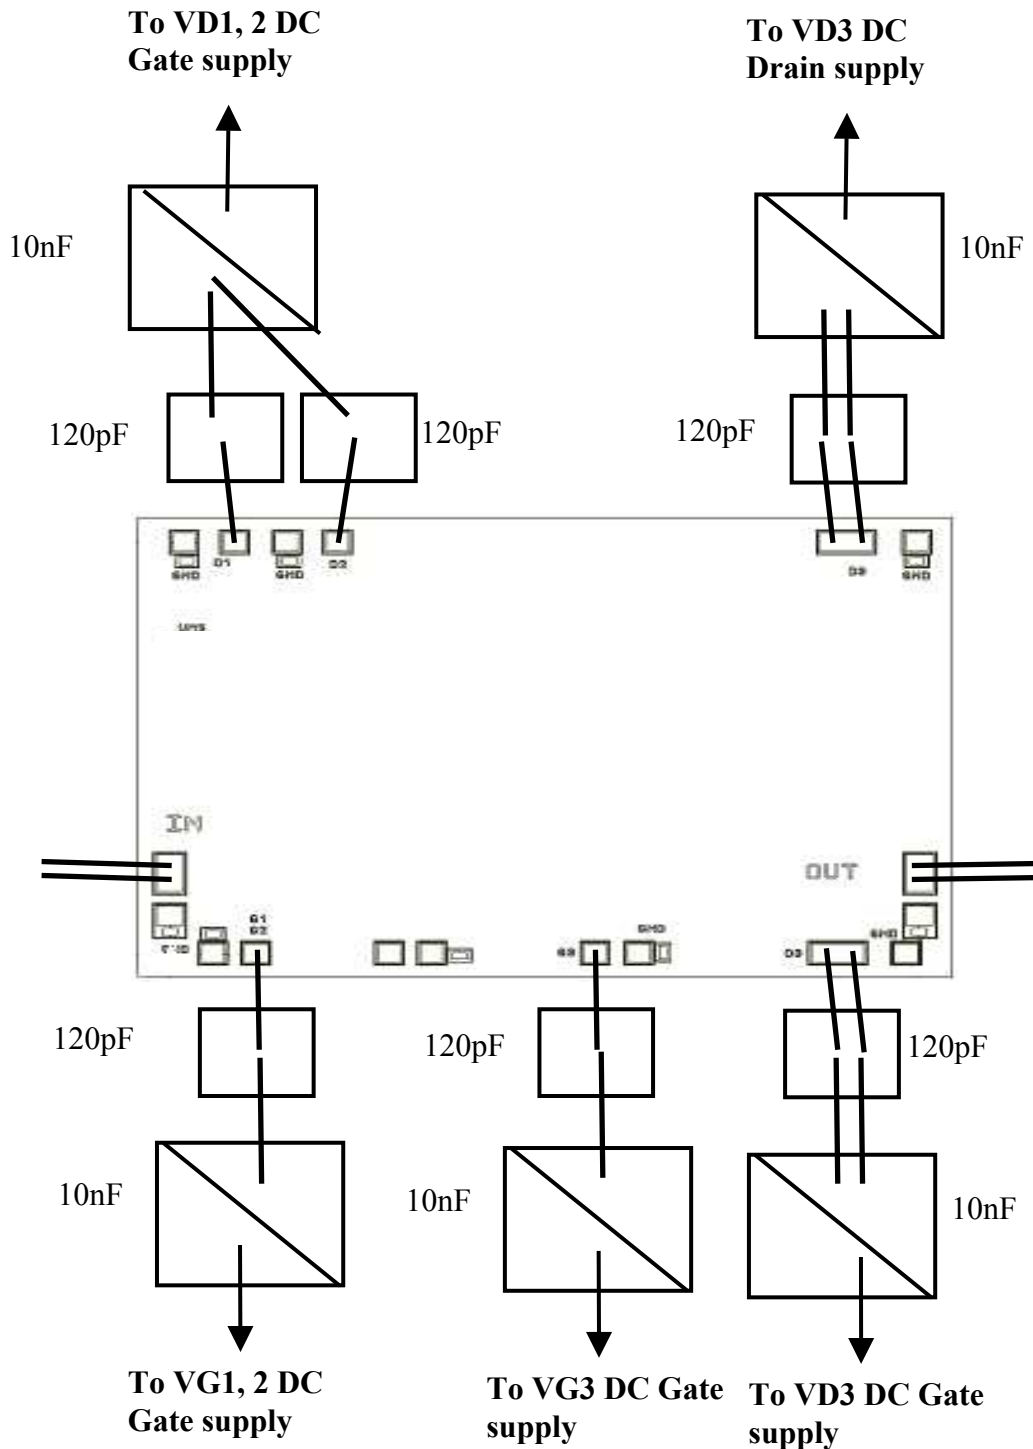 To VD1, 2 DC
Gate supply
To VD3 DC
Drain supply
10nF
10nF
120pF
120pF
120pF
GND
D1
GND
D2
D3
GND
UMS
IN
OUT
G1
G2
G3
GND
D3
GND
120pF
120pF
120pF
10nF
10nF
10nF
To VG1, 2 DC
Gate supply
To VG3 DC Gate
supply
To VD3 DC Gate
supply